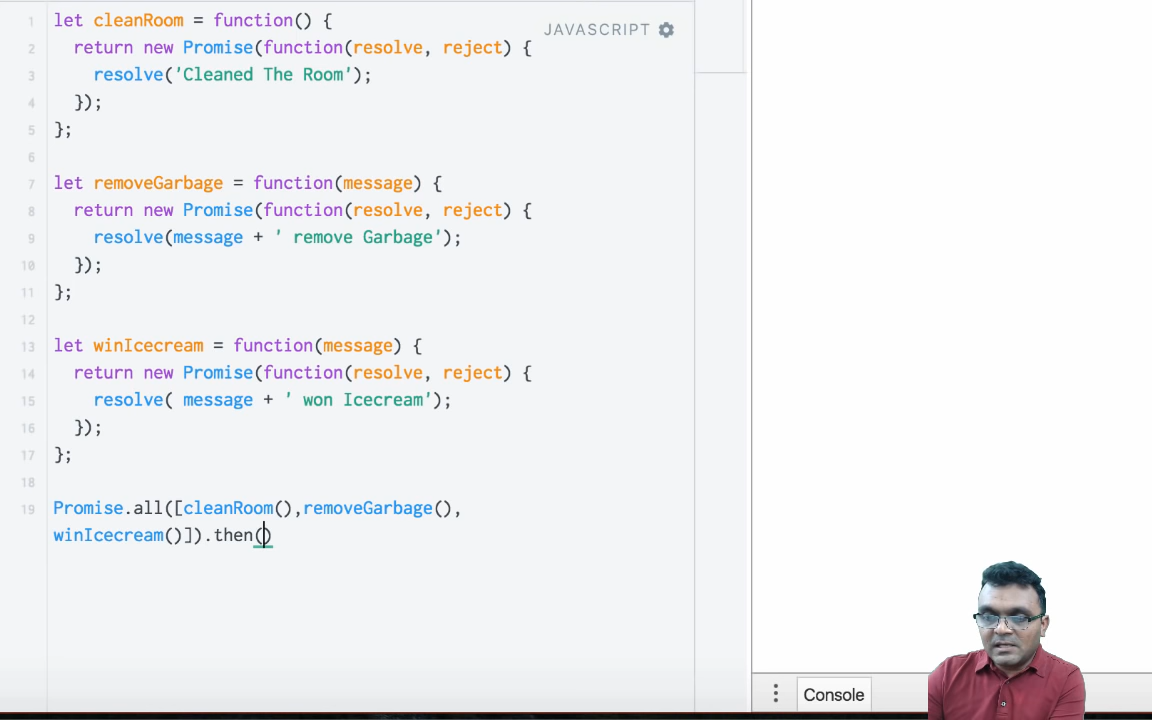 JAVASCRIPT
1 let cleanRoom = function() {
2 return new Promise(function(resolve, reject) {
3 resolve('Cleaned The Room');
4 });
5 };
6
7 let removeGarbage = function(message) {
8 return new Promise(function(resolve, reject) {
9 resolve(message + ' remove Garbage');
10 });
11 };
12
13 let winIcecream = function(message) {
14 return new Promise(function(resolve, reject) {
15 resolve( message + ' won Icecream');
16 });
17 };
18
19 Promise.all([cleanRoom(),removeGarbage(),
winIcecream()]).then()
Console